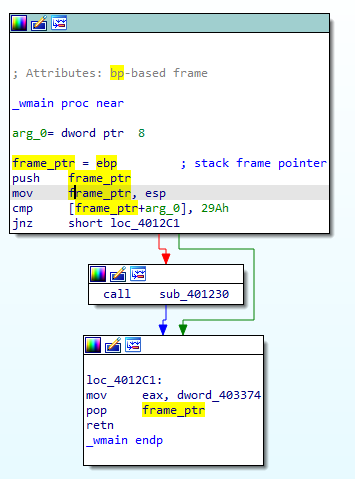 ; Attributes: bp-based frame
_wmain proc near
arg_0= dword ptr  8
frame_ptr = ebp        ; stack frame pointer
push    frame_ptr
mov     frame_ptr, esp
cmp     [frame_ptr+arg_0], 29Ah
jnz     short loc_4012C1
call    sub_401230
loc_4012C1:
mov     eax, dword_403374
pop     frame_ptr
retn
_wmain endp